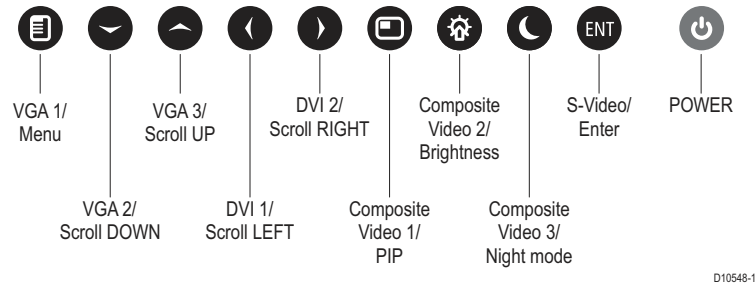 ENT
VGA 1/
Menu
VGA 3/
Scroll UP
DVI 2/
Scroll RIGHT
Composite
Video 2/
Brightness
S-Video/
Enter
POWER
VGA 2/
Scroll DOWN
DVI 1/
Scroll LEFT
Composite
Video 1/
PIP
Composite
Video 3/
Night mode
D10548-1